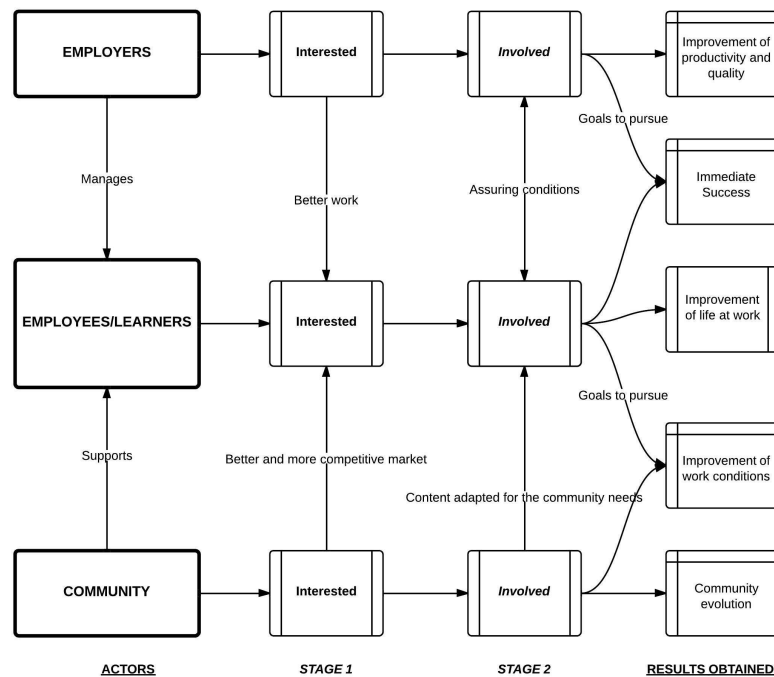 EMPLOYERS
Interested
Involved
Improvement of
productivity and
quality
Goals to pursue
Manages
Better work
Assuring conditions
Immediate
Success
EMPLOYEES/LEARNERS
Interested
Involved
Improvement
of life at work
Goals to pursue
Supports
Better and more competitive market
Content adapted for the community needs
Improvement of
work conditions
COMMUNITY
Interested
Involved
Community
evolution
ACTORS
STAGE 1
STAGE 2
RESULTS OBTAINED